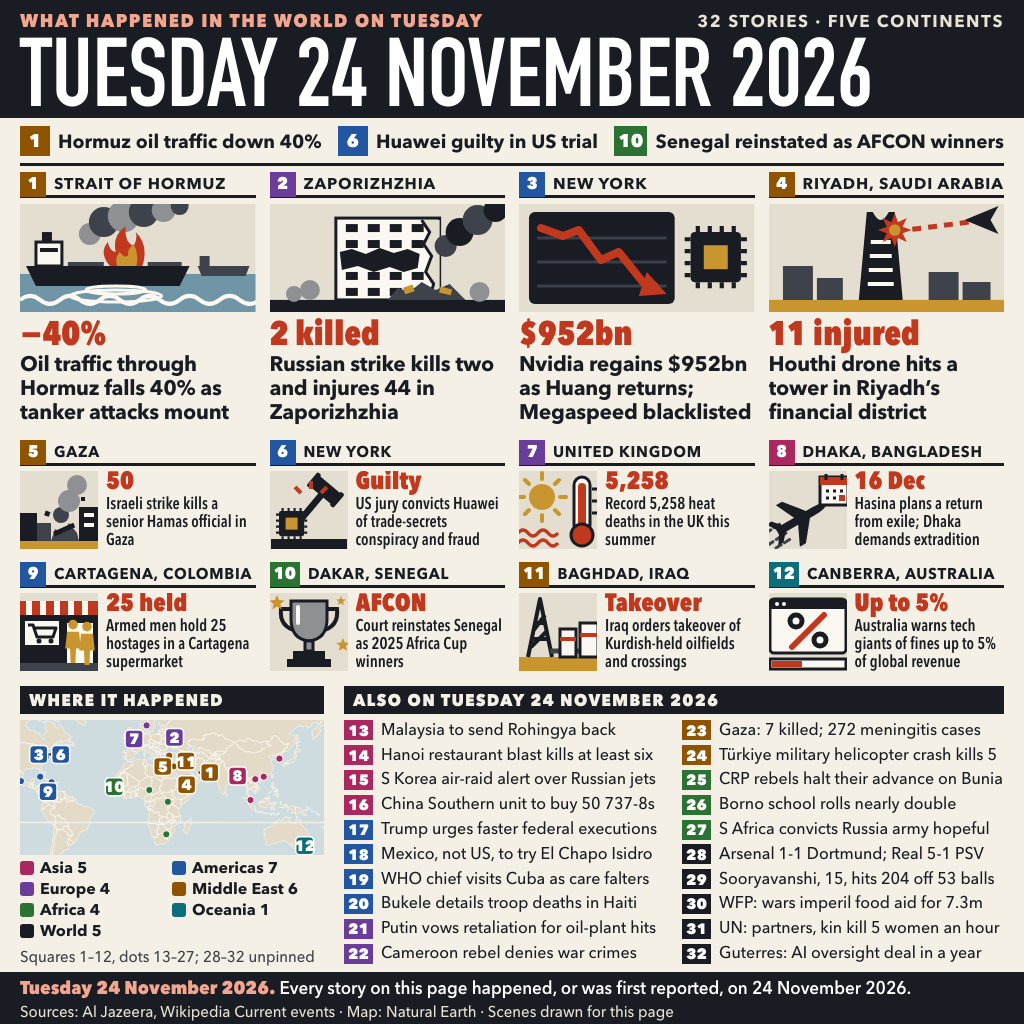 WHAT HAPPENED IN THE WORLD ON TUESDAY
32 STORIES · FIVE CONTINENTS
TUESDAY 24 NOVEMBER 2026
1 Hormuz oil traffic down 40%
6 Huawei guilty in US trial
10 Senegal reinstated as AFCON winners
1 STRAIT OF HORMUZ
−40%
Oil traffic through
Hormuz falls 40% as
tanker attacks mount
2 ZAPORIZHZHIA
2 killed
Russian strike kills two
and injures 44 in
Zaporizhzhia
3 NEW YORK
$952bn
Nvidia regains $952bn
as Huang returns;
Megaspeed blacklisted
4 RIYADH, SAUDI ARABIA
11 injured
Houthi drone hits a
tower in Riyadh’s
financial district
5 GAZA
50
Israeli strike kills a
senior Hamas official in
Gaza
6 NEW YORK
Guilty
US jury convicts Huawei
of trade-secrets
conspiracy and fraud
7 UNITED KINGDOM
5,258
Record 5,258 heat
deaths in the UK this
summer
8 DHAKA, BANGLADESH
16 Dec
Hasina plans a return
from exile; Dhaka
demands extradition
9 CARTAGENA, COLOMBIA
25 held
Armed men hold 25
hostages in a Cartagena
supermarket
10 DAKAR, SENEGAL
AFCON
Court reinstates Senegal
as 2025 Africa Cup
winners
11 BAGHDAD, IRAQ
Takeover
Iraq orders takeover of
Kurdish-held oilfields
and crossings
12 CANBERRA, AUSTRALIA
%
Up to 5%
Australia warns tech
giants of fines up to 5%
of global revenue
WHERE IT HAPPENED
7
2
3
6
5
11
1
4
8
9
10
12
Asia 5
Americas 7
Europe 4
Middle East 6
Africa 4
Oceania 1
World 5
Squares 1–12, dots 13–27; 28–32 unpinned
ALSO ON TUESDAY 24 NOVEMBER 2026
13 Malaysia to send Rohingya back
14 Hanoi restaurant blast kills at least six
15 S Korea air-raid alert over Russian jets
16 China Southern unit to buy 50 737-8s
17 Trump urges faster federal executions
18 Mexico, not US, to try El Chapo Isidro
19 WHO chief visits Cuba as care falters
20 Bukele details troop deaths in Haiti
21 Putin vows retaliation for oil-plant hits
22 Cameroon rebel denies war crimes
23 Gaza: 7 killed; 272 meningitis cases
24 Türkiye military helicopter crash kills 5
25 CRP rebels halt their advance on Bunia
26 Borno school rolls nearly double
27 S Africa convicts Russia army hopeful
28 Arsenal 1-1 Dortmund; Real 5-1 PSV
29 Sooryavanshi, 15, hits 204 off 53 balls
30 WFP: wars imperil food aid for 7.3m
31 UN: partners, kin kill 5 women an hour
32 Guterres: AI oversight deal in a year
Tuesday 24 November 2026. Every story on this page happened, or was first reported, on 24 November 2026.
Sources: Al Jazeera, Wikipedia Current events · Map: Natural Earth · Scenes drawn for this page